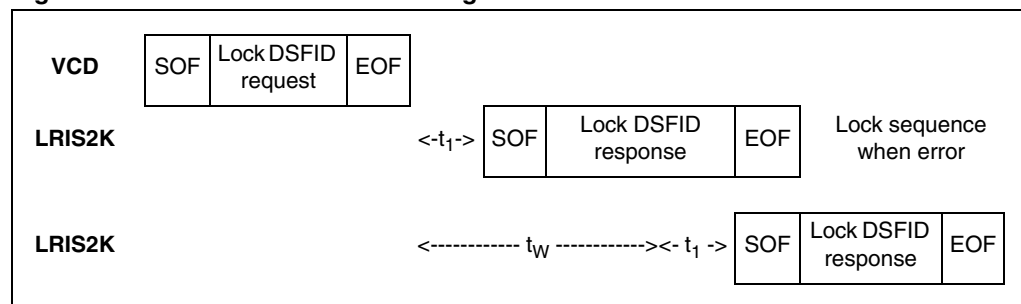 VCD SOF Lock DSFID request EOF
LRIS2K <-t1-> SOF Lock DSFID response EOF Lock sequence when error
LRIS2K <------------ tW ------------><- t1 -> SOF Lock DSFID response EOF